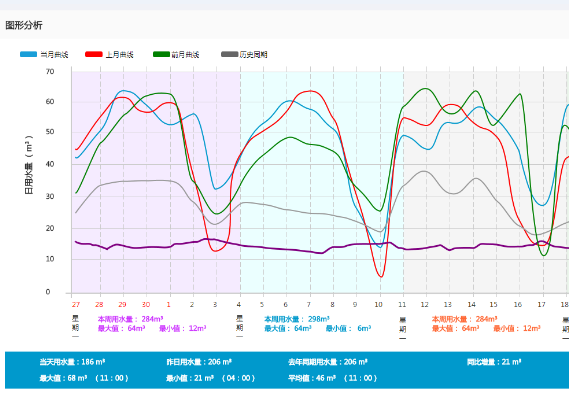 图形分析
当月曲线 上月曲线 前月曲线 历史同期
日用水量 ( m³ )
70
60
50
40
30
20
10
0
27 28 29 30 1 2 3 4 5 6 7 8 9 10 11 12 13 14 15 16 17 18
星期一 星期一 星期一 星期一
本周用水量： 284m³ 本周用水量： 298m³ 本周用水量： 284m³
最大值： 64m³ 最小值： 12m³ 最大值： 64m³ 最小值： 6m³ 最大值： 64m³ 最小值： 12m³
当天用水量：186 m³ 昨日用水量：206 m³ 去年同期用水量：206 m³ 同比增量：21 m³
最大值：68 m³ （ 11：00 ） 最小值：21 m³ （ 04：00 ） 平均值：46 m³ （ 11：00 ）